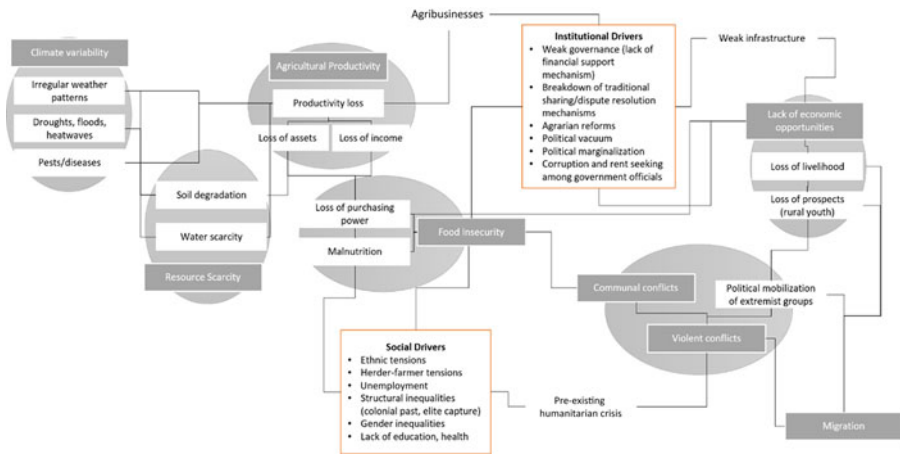 Agribusinesses
Climate variability
Irregular weather
patterns
Droughts, floods,
heatwaves
Pests/diseases
Agricultural Productivity
Productivity loss
Loss of assets
Loss of income
Soil degradation
Water scarcity
Resource Scarcity
Loss of purchasing
power
Malnutrition
Food Insecurity
Institutional Drivers
• Weak governance (lack of
financial support
mechanism)
• Breakdown of traditional
sharing/dispute resolution
mechanisms
• Agrarian reforms
• Political vacuum
• Political marginalization
• Corruption and rent seeking
among government officials
Weak infrastructure
Lack of economic
opportunities
Loss of livelihood
Loss of prospects
(rural youth)
Communal conflicts
Political mobilization
of extremist groups
Violent conflicts
Social Drivers
• Ethnic tensions
• Herder-farmer tensions
• Unemployment
• Structural inequalities
(colonial past, elite capture)
• Gender inequalities
• Lack of education, health
Pre-existing
humanitarian crisis
Migration